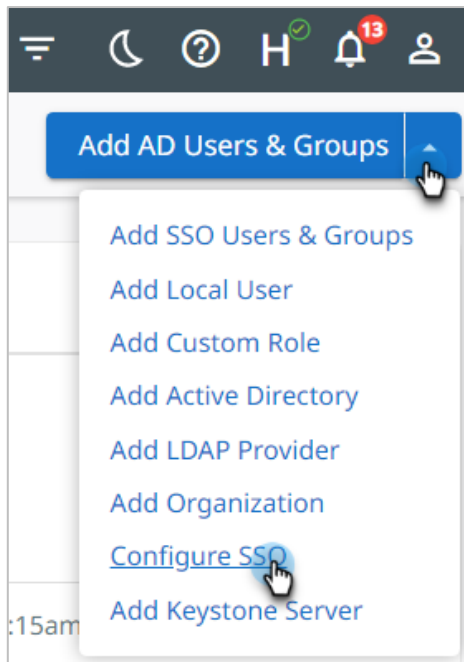 H
13
Add AD Users & Groups
Add SSO Users & Groups
Add Local User
Add Custom Role
Add Active Directory
Add LDAP Provider
Add Organization
Configure SSO
Add Keystone Server
:15am